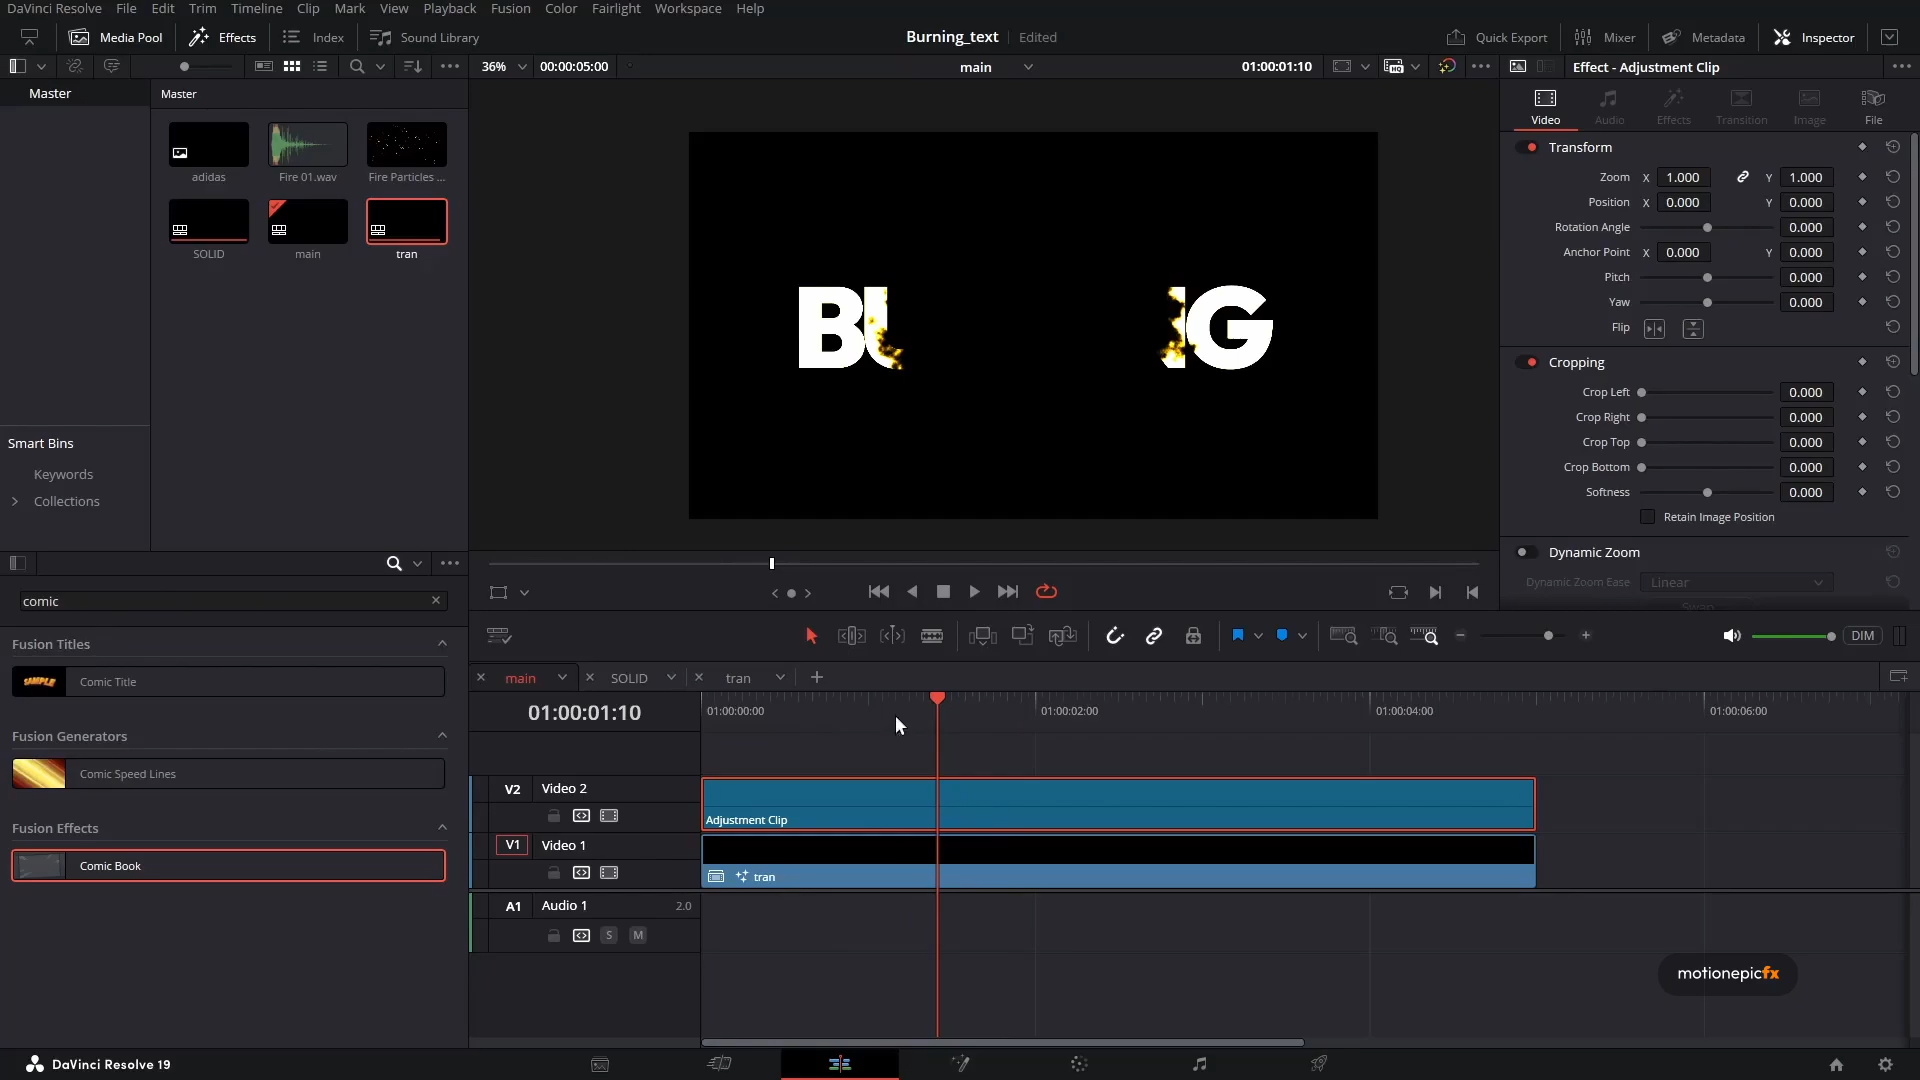 DaVinci Resolve File Edit Trim Timeline Clip Mark View Playback Fusion Color Fairlight Workspace Help
Media Pool Effects Index Sound Library Burning_text Edited Quick Export Mixer Metadata Inspector
36% 00:00:05:00 main 01:00:01:10 Effect - Adjustment Clip
Master Master
Video Audio Effects Transition Image File
adidas Fire 01.wav Fire Particles ...
SOLID main tran
BU IG
Transform
Zoom X 1.000 Y 1.000
Position X 0.000 Y 0.000
Rotation Angle 0.000
Anchor Point X 0.000 Y 0.000
Pitch 0.000
Yaw 0.000
Flip
Cropping
Crop Left 0.000
Crop Right 0.000
Crop Top 0.000
Crop Bottom 0.000
Softness 0.000
Retain Image Position
Dynamic Zoom
Dynamic Zoom Ease Linear
Swap
Smart Bins
Keywords
Collections
comic
Fusion Titles
SAMPLE Comic Title
Fusion Generators
Comic Speed Lines
Fusion Effects
Comic Book
DIM
main SOLID tran
01:00:01:10 01:00:00:00 01:00:02:00 01:00:04:00 01:00:06:00
V2 Video 2
Adjustment Clip
V1 Video 1
tran
A1 Audio 1 2.0
S M
motionepicfx
DaVinci Resolve 19